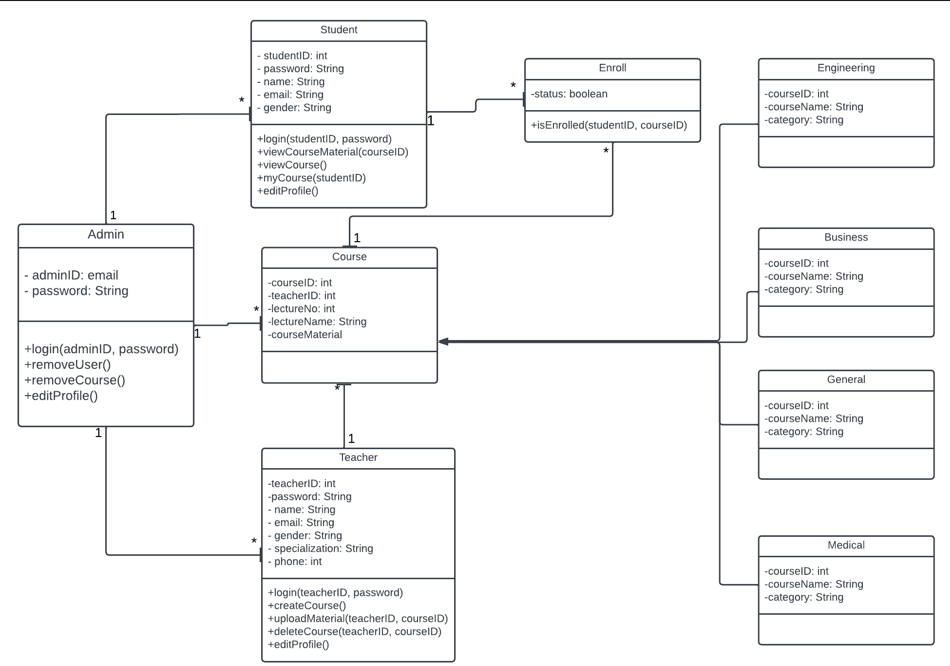 Student
- studentID: int
- password: String
- name: String
- email: String
- gender: String
+login(studentID, password)
+viewCourseMaterial(courseID)
+viewCourse()
+myCourse(studentID)
+editProfile()
Enroll
-status: boolean
+isEnrolled(studentID, courseID)
Engineering
-courseID: int
-courseName: String
-category: String
*
1
*
*
1
1
Admin
- adminID: email
- password: String
+login(adminID, password)
+removeUser()
+removeCourse()
+editProfile()
Course
-courseID: int
-teacherID: int
-lectureNo: int
-lectureName: String
-courseMaterial
Business
-courseID: int
-courseName: String
-category: String
*
1
*
1
1
*
General
-courseID: int
-courseName: String
-category: String
Teacher
-teacherID: int
-password: String
- name: String
- email: String
- gender: String
- specialization: String
- phone: int
+login(teacherID, password)
+createCourse()
+uploadMaterial(teacherID, courseID)
+deleteCourse(teacherID, courseID)
+editProfile()
Medical
-courseID: int
-courseName: String
-category: String